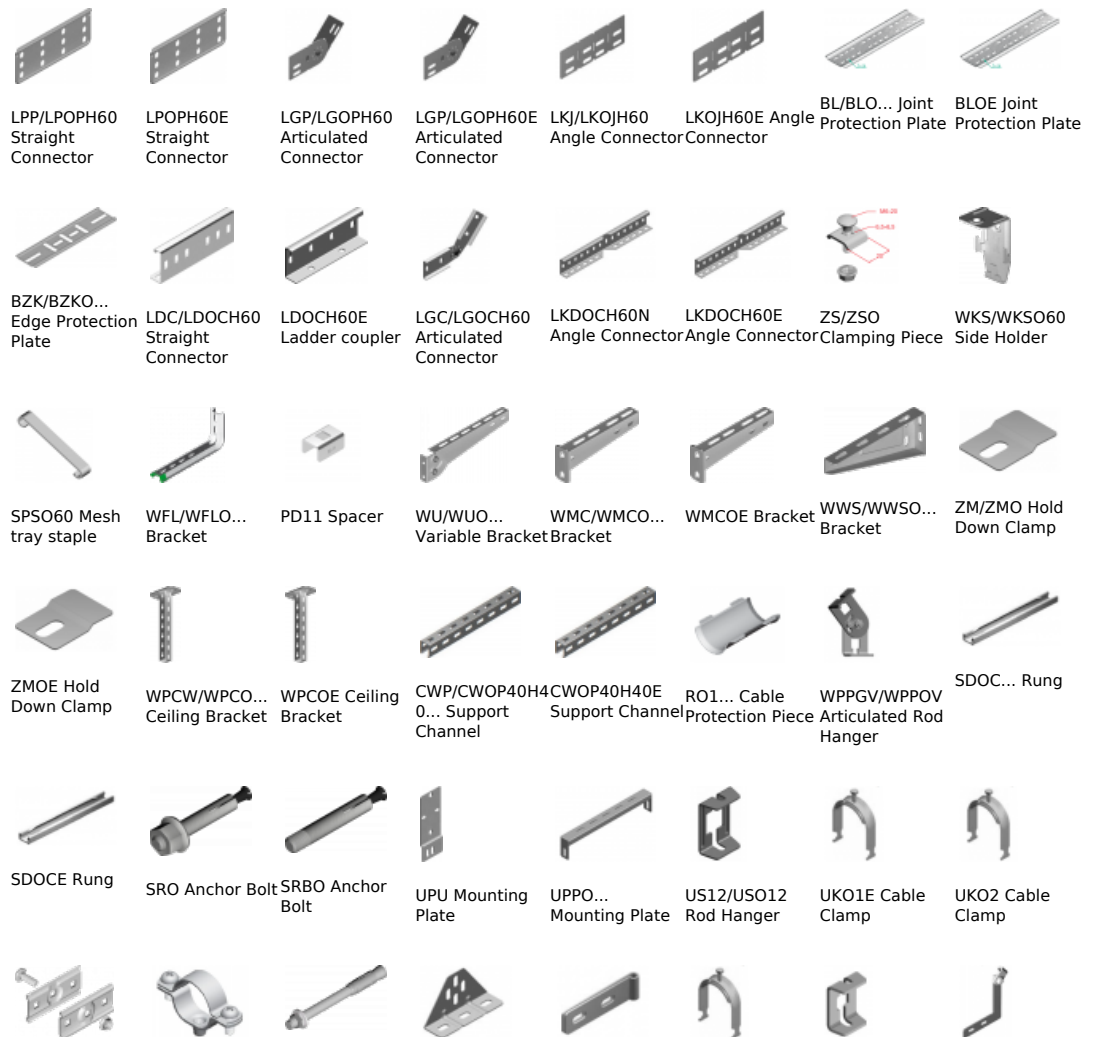 LPP/LPOPH60
Straight
Connector
LPOPH60E
Straight
Connector
LGP/LGOPH60
Articulated
Connector
LGP/LGOPH60E
Articulated
Connector
LKJ/LKOJH60
Angle Connector
LKOJH60E Angle
Connector
BL/BLO... Joint
Protection Plate
BLOE Joint
Protection Plate
BZK/BZKO...
Edge Protection
Plate
LDC/LDOCH60
Straight
Connector
LDOCH60E
Ladder coupler
LGC/LGOCH60
Articulated
Connector
LKDOCH60N
Angle Connector
LKDOCH60E
Angle Connector
ZS/ZSO
Clamping Piece
WKS/WKSO60
Side Holder
SPSO60 Mesh
tray staple
WFL/WFLO...
Bracket
PD11 Spacer
WU/WUO...
Variable Bracket
WMC/WMCO...
Bracket
WMCOE Bracket
WWS/WWSO...
Bracket
ZM/ZMO Hold
Down Clamp
ZMOE Hold
Down Clamp
WPCW/WPCO...
Ceiling Bracket
WPCOE Ceiling
Bracket
CWP/CWOP40H4
0... Support
Channel
CWOP40H40E
Support Channel
RO1... Cable
Protection Piece
WPPGV/WPPOV
Articulated Rod
Hanger
SDOC... Rung
SDOCE Rung
SRO Anchor Bolt
SRBO Anchor
Bolt
UPU Mounting
Plate
UPPO...
Mounting Plate
US12/USO12
Rod Hanger
UKO1E Cable
Clamp
UKO2 Cable
Clamp